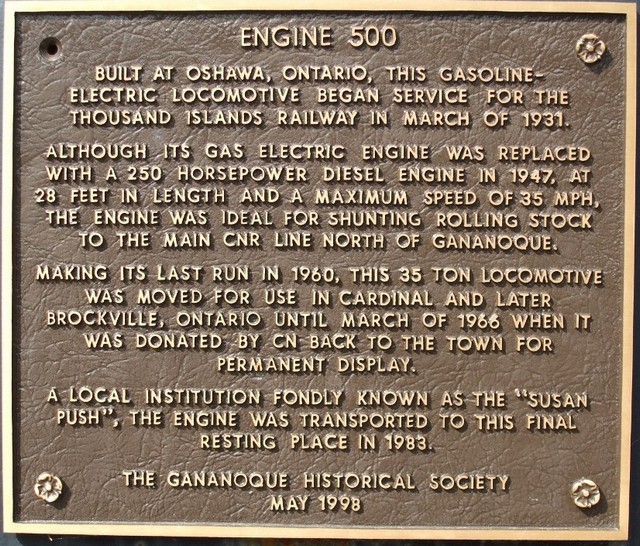 ENGINE 500
BUILT AT OSHAWA, ONTARIO, THIS GASOLINE-
ELECTRIC LOCOMOTIVE BEGAN SERVICE FOR THE
THOUSAND ISLANDS RAILWAY IN MARCH OF 1931.
ALTHOUGH ITS GAS ELECTRIC ENGINE WAS REPLACED
WITH A 250 HORSEPOWER DIESEL ENGINE IN 1947, AT
28 FEET IN LENGTH AND A MAXIMUM SPEED OF 35 MPH,
THE ENGINE WAS IDEAL FOR SHUNTING ROLLING STOCK
TO THE MAIN CNR LINE NORTH OF GANANOQUE.
MAKING ITS LAST RUN IN 1960, THIS 35 TON LOCOMOTIVE
WAS MOVED FOR USE IN CARDINAL AND LATER
BROCKVILLE, ONTARIO UNTIL MARCH OF 1966 WHEN IT
WAS DONATED BY CN BACK TO THE TOWN FOR
PERMANENT DISPLAY.
A LOCAL INSTITUTION FONDLY KNOWN AS THE "SUSAN
PUSH", THE ENGINE WAS TRANSPORTED TO THIS FINAL
RESTING PLACE IN 1983.
THE GANANOQUE HISTORICAL SOCIETY
MAY 1998